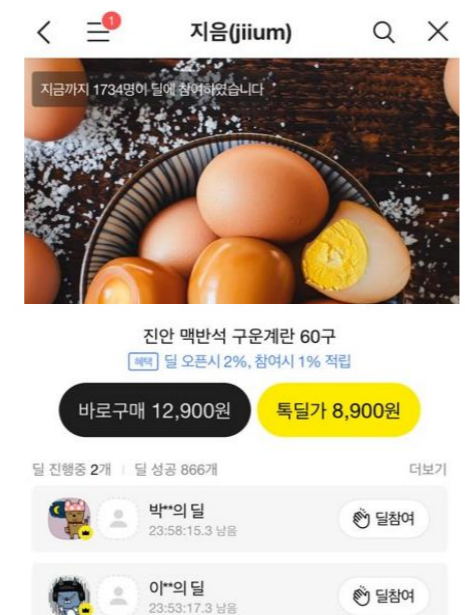 1
지음(jiium)
지금까지 1734명이 딜에 참여하였습니다
진안 맥반석 구운계란 60구
혜택 딜 오픈시 2%, 참여시 1% 적립
바로구매 12,900원 톡딜가 8,900원
딜 진행중 2개 딜 성공 866개 더보기
박**의 딜
23:58:15.3 남음
딜참여
이**의 딜
23:53:17.3 남음
딜참여